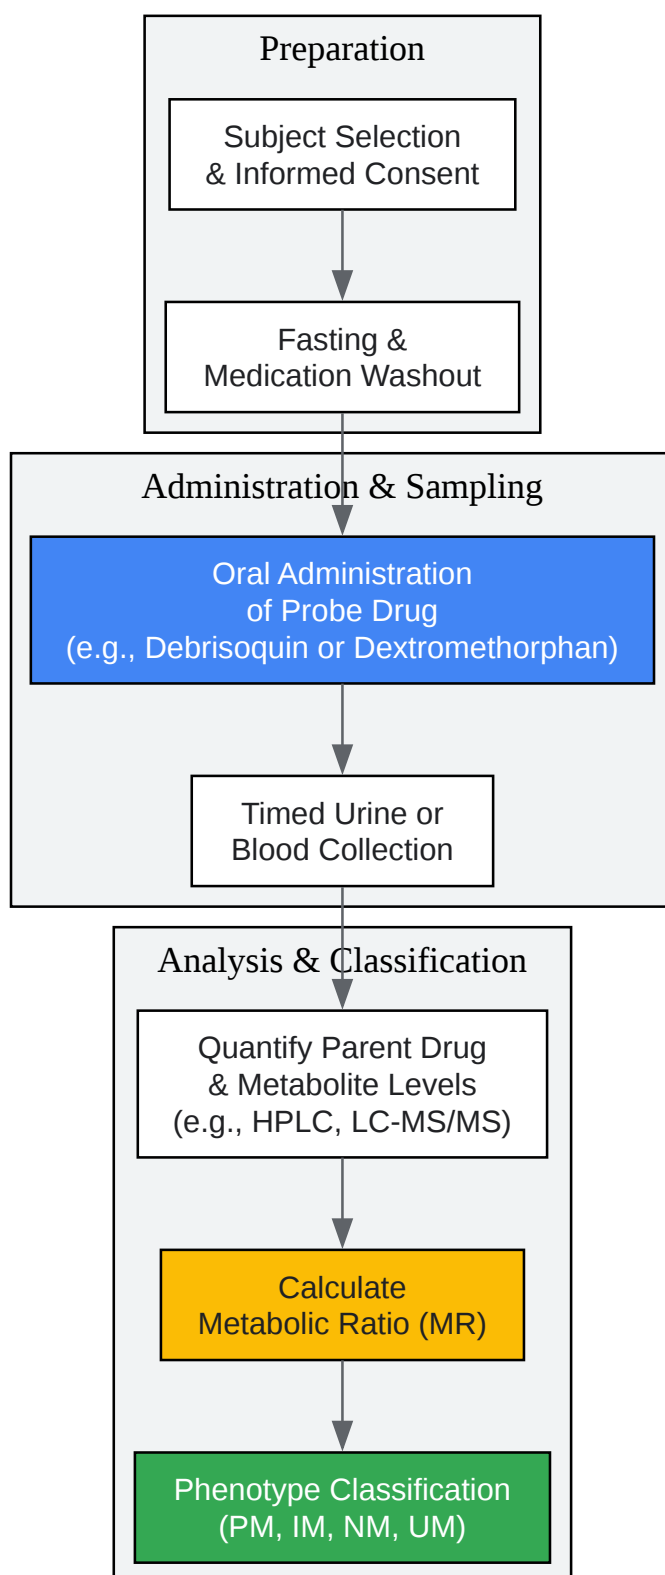 Preparation
Subject Selection
& Informed Consent
Fasting &
Medication Washout
Administration & Sampling
Oral Administration
of Probe Drug
(e.g., Debrisoquin or Dextromethorphan)
Timed Urine or
Blood Collection
Analysis & Classification
Quantify Parent Drug
& Metabolite Levels
(e.g., HPLC, LC-MS/MS)
Calculate
Metabolic Ratio (MR)
Phenotype Classification
(PM, IM, NM, UM)